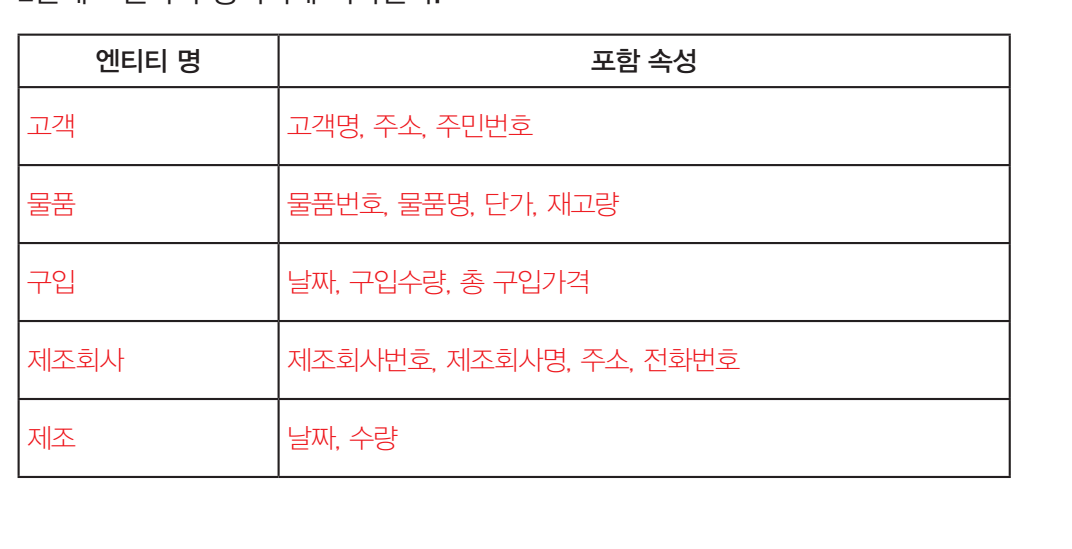 엔티티 명 포함 속성
고객 고객명, 주소, 주민번호
물품 물품번호, 물품명, 단가, 재고량
구입 날짜, 구입수량, 총 구입가격
제조회사 제조회사번호, 제조회사명, 주소, 전화번호
제조 날짜, 수량